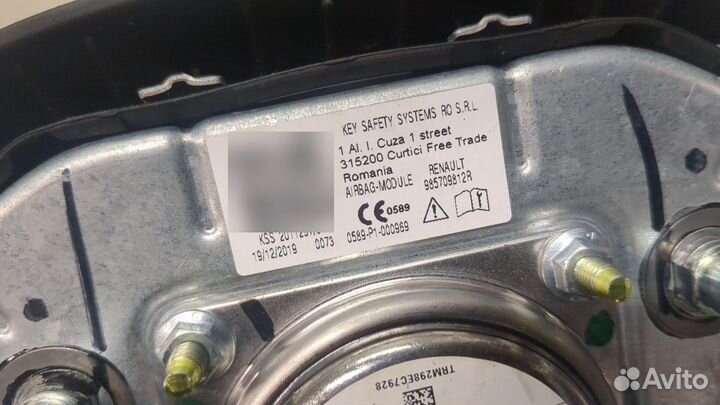 KEY SAFETY SYSTEMS RO S.R.L.
1 Al. I. Cuza 1 street
315200 Curtici Free Trade
Romania
AIRBAG-MODULE RENAULT
985709812R
CE 0589
KSS
19/12/2019 0073 0589-P1-000969
TRM298EC7928
Avito